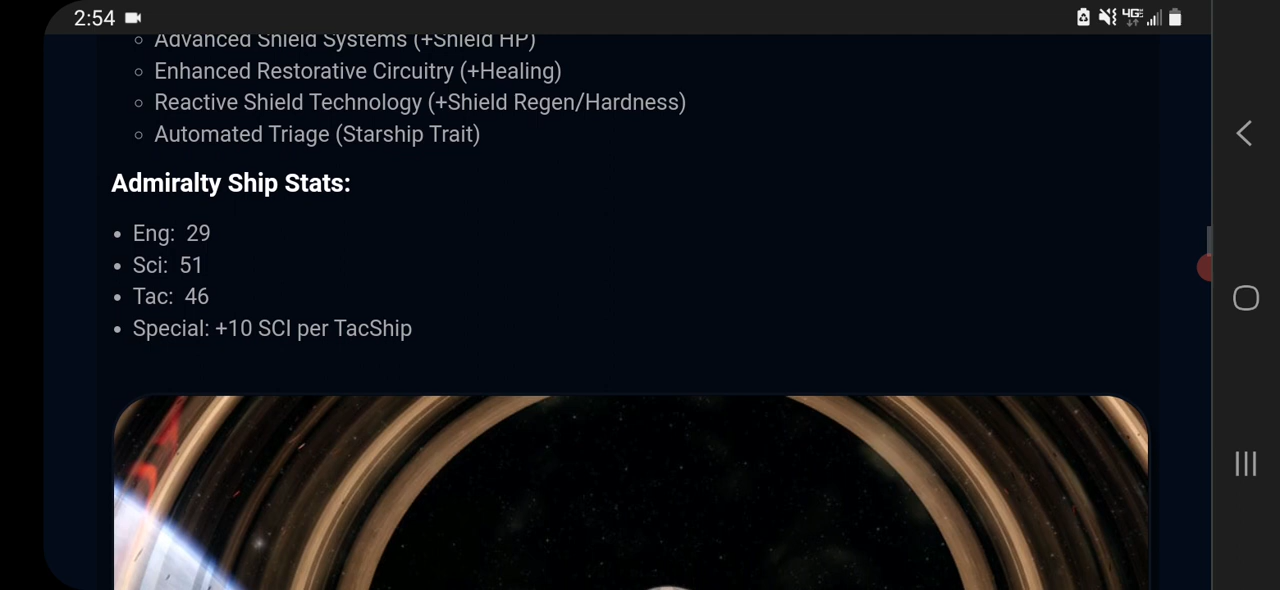 2:54
4G
Advanced Shield Systems (+Shield HP)
Enhanced Restorative Circuitry (+Healing)
Reactive Shield Technology (+Shield Regen/Hardness)
Automated Triage (Starship Trait)
Admiralty Ship Stats:
Eng: 29
Sci: 51
Tac: 46
Special: +10 SCI per TacShip